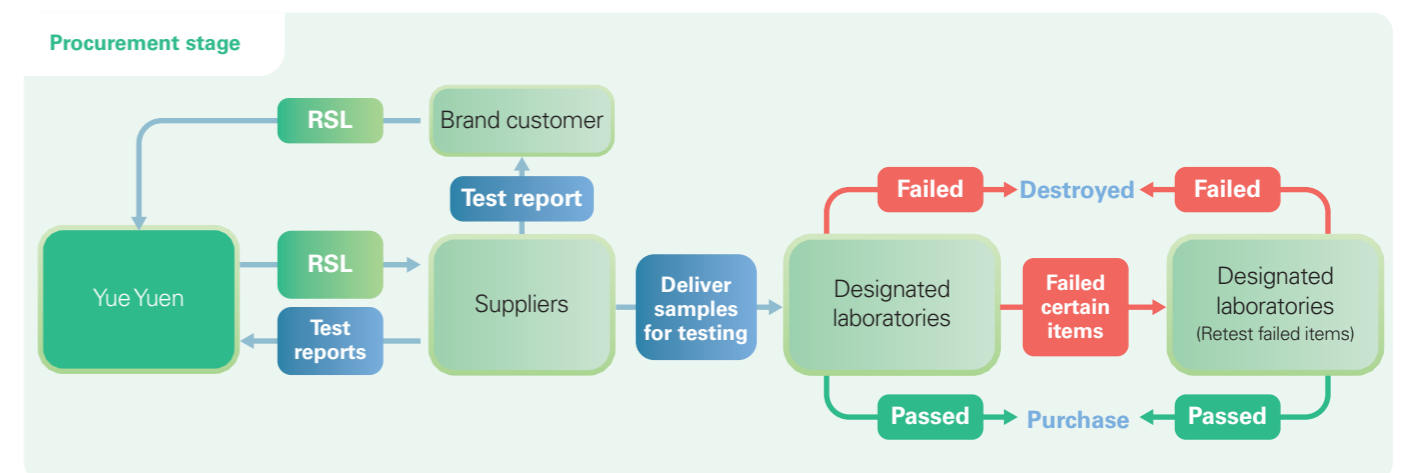 Procurement stage
RSL
Brand customer
Test report
Failed
Destroyed
Failed
Yue Yuen
RSL
Test
reports
Suppliers
Deliver
samples
for testing
Designated
laboratories
Failed
certain
items
Designated
laboratories
(Retest failed items)
Passed
Purchase
Passed